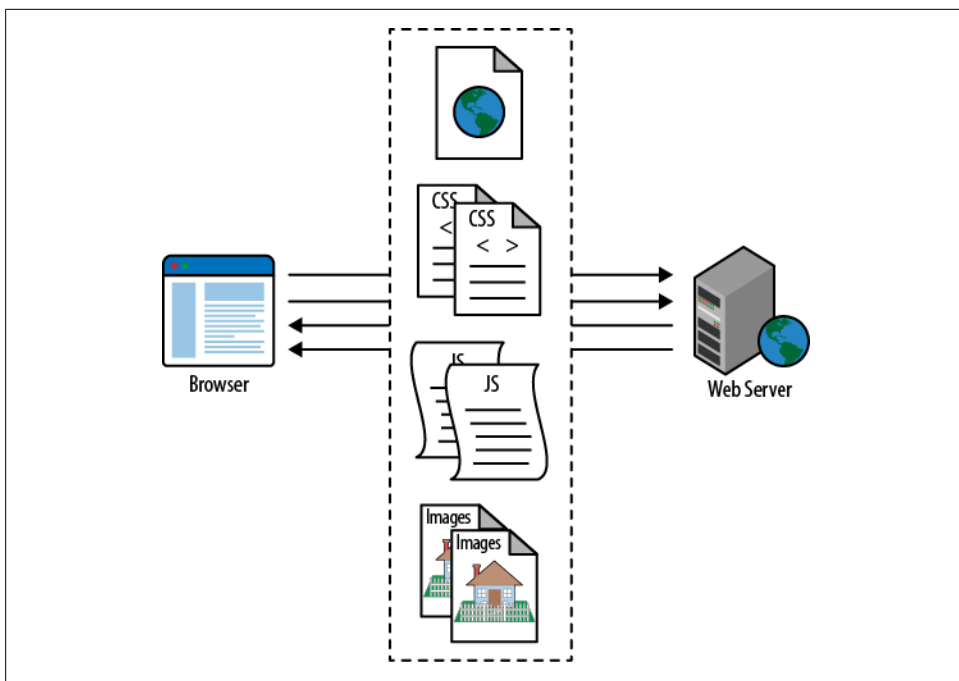 CSS
<
CSS
< >
Browser
Web Server
JS
JS
Images
Images